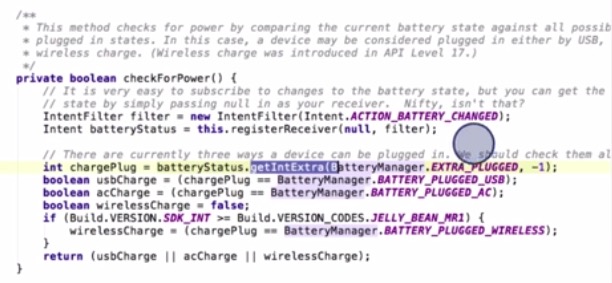 /**
* This method checks for power by comparing the current battery state against all possib
* plugged in states. In this case, a device may be considered plugged in either by USB,
* wireless charge. (Wireless charge was introduced in API Level 17.)
*/
private boolean checkForPower() {
// It is very easy to subscribe to changes to the battery state, but you can get the
// state by simply passing null in as your receiver. Nifty, isn't that?
IntentFilter filter = new IntentFilter(Intent.ACTION_BATTERY_CHANGED);
Intent batteryStatus = this.registerReceiver(null, filter);
// There are currently three ways a device can be plugged in. We should check them al
int chargePlug = batteryStatus.getIntExtra(BatteryManager.EXTRA_PLUGGED, -1);
boolean usbCharge = (chargePlug == BatteryManager.BATTERY_PLUGGED_USB);
boolean acCharge = (chargePlug == BatteryManager.BATTERY_PLUGGED_AC);
boolean wirelessCharge = false;
if (Build.VERSION.SDK_INT >= Build.VERSION_CODES.JELLY_BEAN_MR1) {
wirelessCharge = (chargePlug == BatteryManager.BATTERY_PLUGGED_WIRELESS);
}
return (usbCharge || acCharge || wirelessCharge);
}